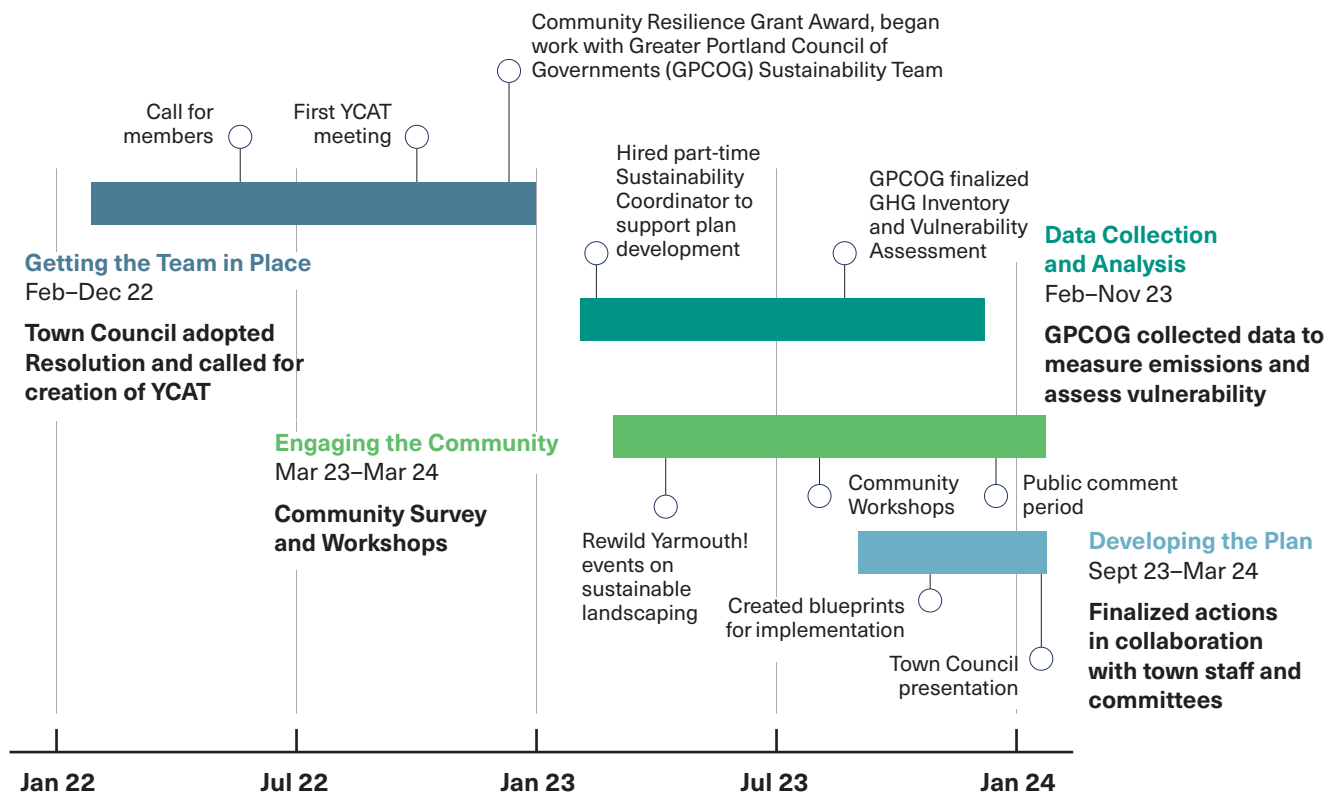 Community Resilience Grant Award, began
work with Greater Portland Council of
Governments (GPCOG) Sustainability Team
Call for
members
First YCAT
meeting
Hired part-time
Sustainability
Coordinator to
support plan
development
GPCOG finalized
GHG Inventory
and Vulnerability
Assessment
Getting the Team in Place
Feb–Dec 22
Town Council adopted
Resolution and called for
creation of YCAT
Data Collection
and Analysis
Feb–Nov 23
GPCOG collected data to
measure emissions and
assess vulnerability
Engaging the Community
Mar 23–Mar 24
Community Survey
and Workshops
Community
Workshops
Public comment
period
Rewild Yarmouth!
events on
sustainable
landscaping
Developing the Plan
Sept 23–Mar 24
Finalized actions
in collaboration
with town staff and
committees
Created blueprints
for implementation
Town Council
presentation
Jan 22
Jul 22
Jan 23
Jul 23
Jan 24